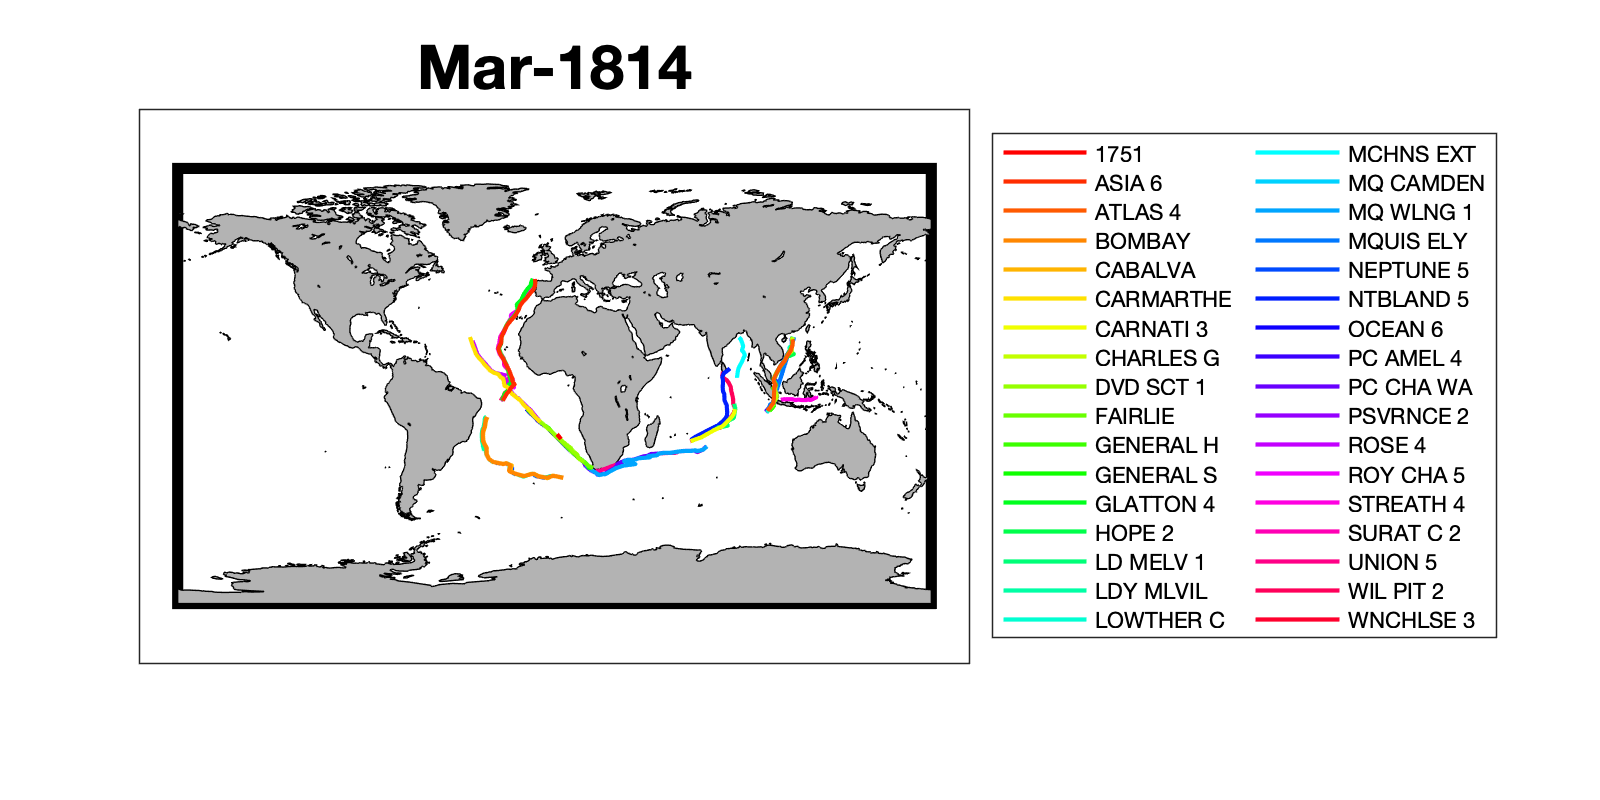 Mar-1814
1751
ASIA 6
ATLAS 4
BOMBAY
CABALVA
CARMARTHE
CARNATI 3
CHARLES G
DVD SCT 1
FAIRLIE
GENERAL H
GENERAL S
GLATTON 4
HOPE 2
LD MELV 1
LDY MLVIL
LOWTHER C
MCHNS EXT
MQ CAMDEN
MQ WLNG 1
MQUIS ELY
NEPTUNE 5
NTBLAND 5
OCEAN 6
PC AMEL 4
PC CHA WA
PSVRNCE 2
ROSE 4
ROY CHA 5
STREATH 4
SURAT C 2
UNION 5
WIL PIT 2
WNCHLSE 3